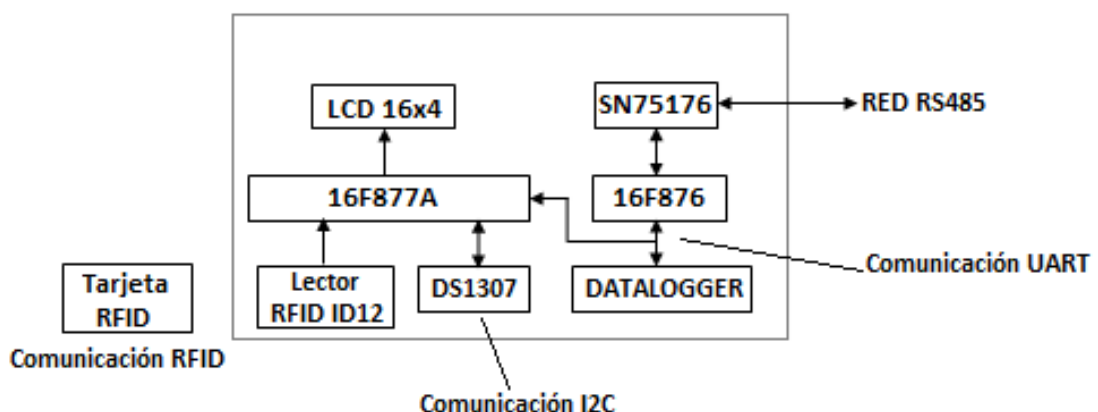 LCD 16x4
SN75176
RED RS485
16F877A
16F876
Comunicación UART
Tarjeta
RFID
Lector
RFID ID12
DS1307
DATALOGGER
Comunicación RFID
Comunicación I2C